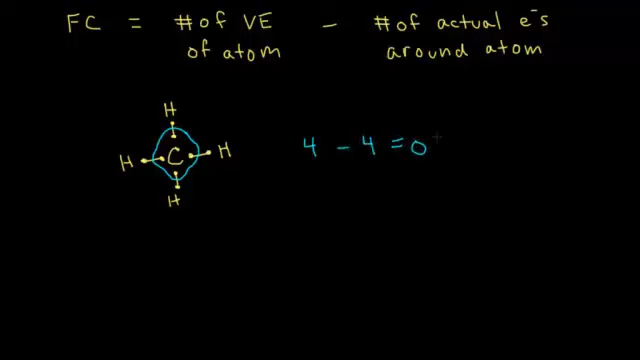 FC = # of VE of atom - # of actual e⁻s around atom
H
H C H
H
4 - 4 = 0